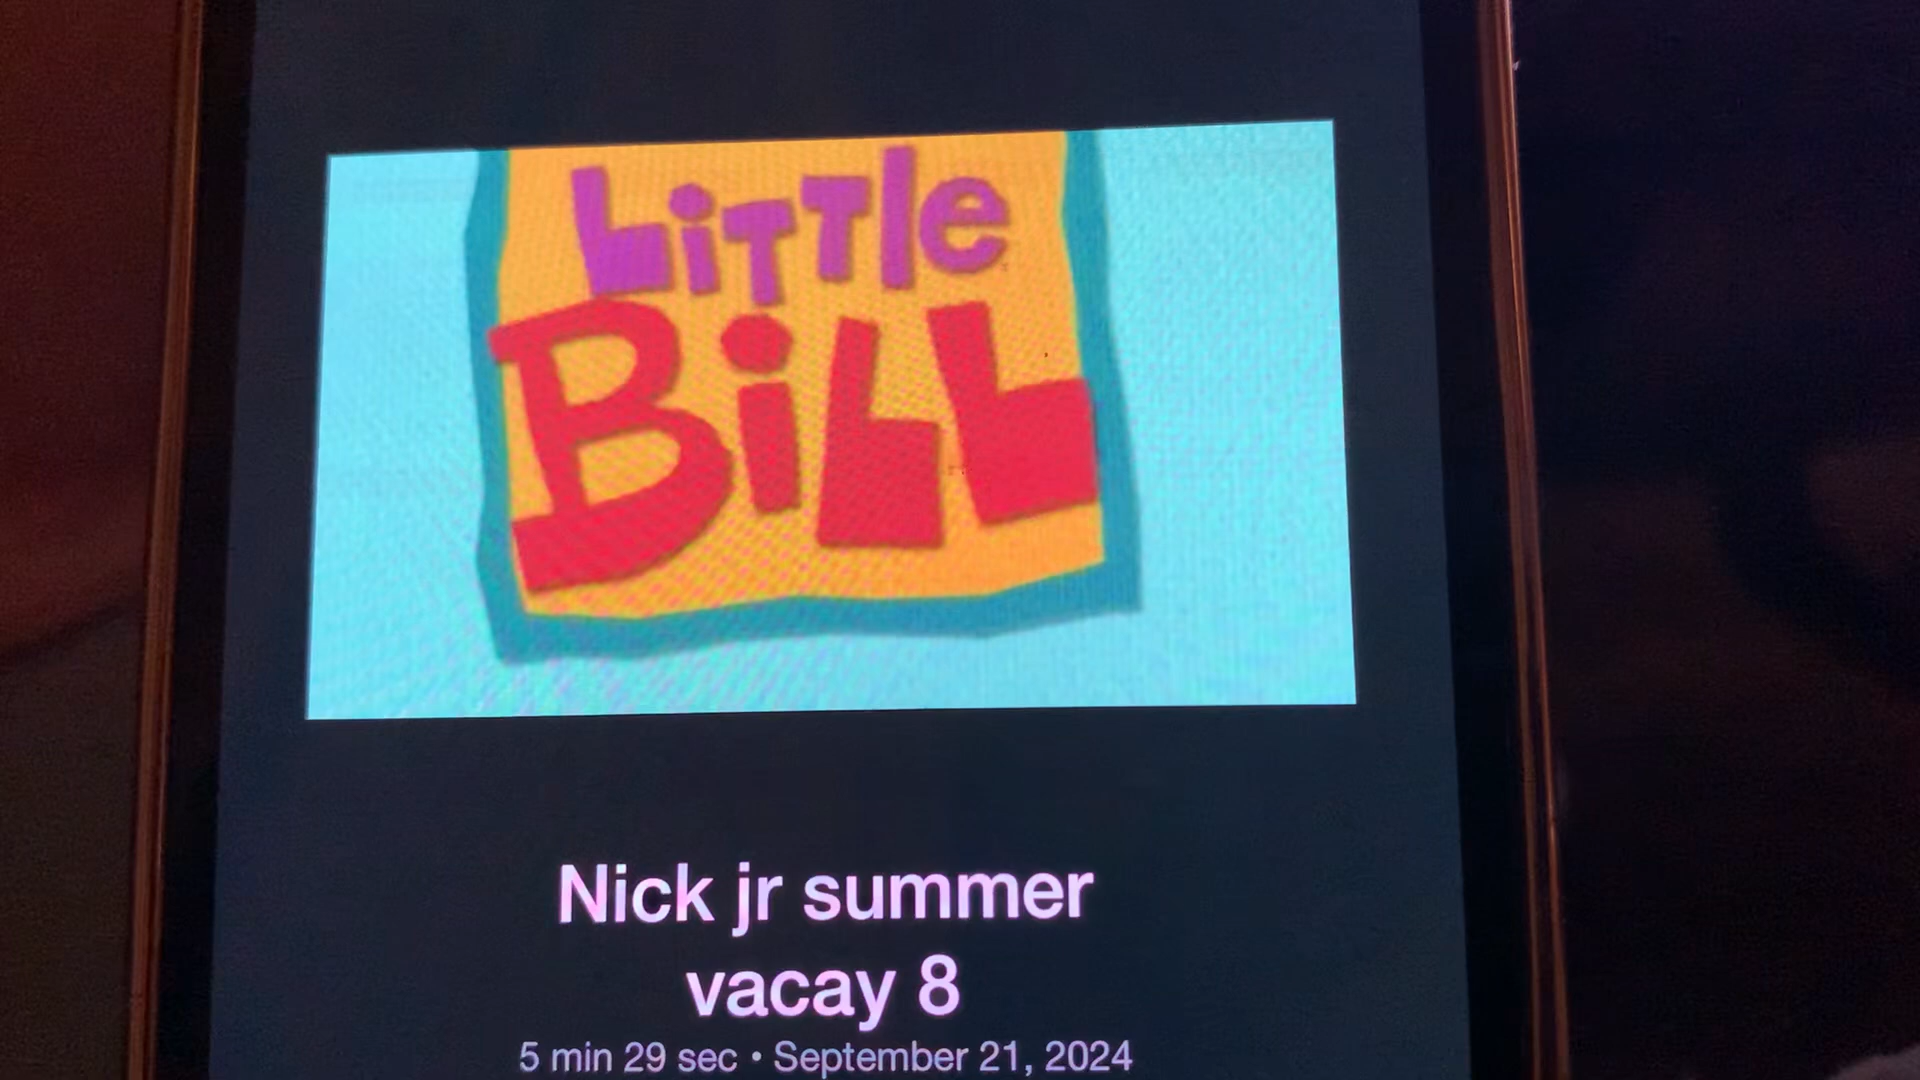 LiTTle
BiLL
Nick jr summer
vacay 8
5 min 29 sec • September 21, 2024